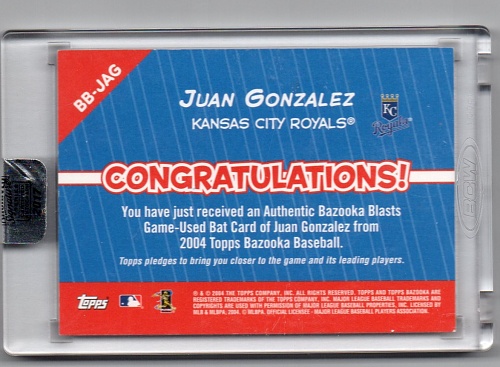 BB-JAG
JUAN GONZALEZ
KANSAS CITY ROYALS®
KC
Royals
CONGRATULATIONS!
You have just received an Authentic Bazooka Blasts
Game-Used Bat Card of Juan Gonzalez from
2004 Topps Bazooka Baseball.
Topps pledges to bring you closer to the game and its leading players.
Topps
® & © 2004 THE TOPPS COMPANY, INC. ALL RIGHTS RESERVED. TOPPS AND TOPPS BAZOOKA ARE
REGISTERED TRADEMARKS OF THE TOPPS COMPANY, INC. MAJOR LEAGUE BASEBALL TRADEMARKS AND
COPYRIGHTS ARE USED WITH PERMISSION OF MAJOR LEAGUE BASEBALL PROPERTIES, INC. LICENSED BY
MLB & MLBPA, 2004. © MLBPA. OFFICIAL LICENSEE - MAJOR LEAGUE BASEBALL PLAYERS ASSOCIATION.
BCW